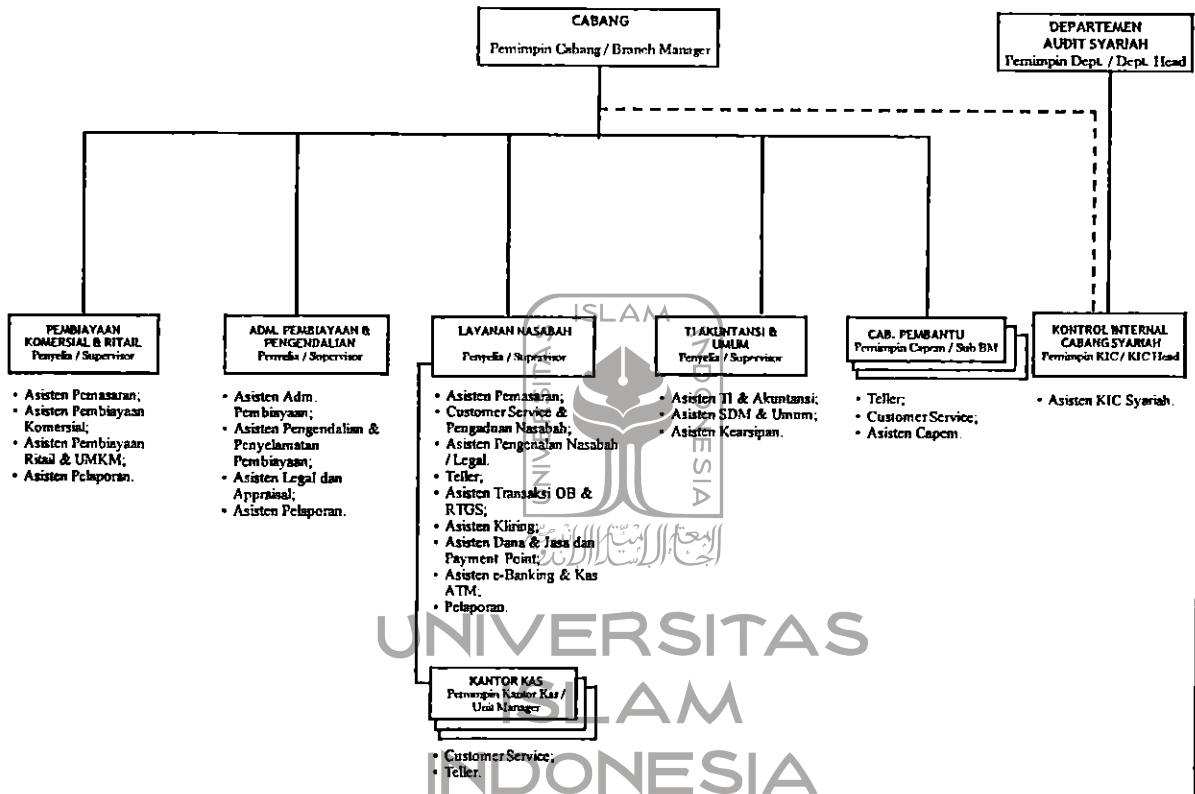 CABANG
Pemimpin Cabang / Branch Manager
DEPARTEMEN
AUDIT SYARIAH
Pemimpin Dept. / Dept. Head
PEMBIAYAAN
KOMERSIAL & RITAIL
Penyelia / Supervisor
• Asisten Pemasaran;
• Asisten Pembiayaan
Komersial;
• Asisten Pembiayaan
Ritail & UMKM;
• Asisten Pelaporan.
ADM. PEMBIAYAAN &
PENGENDALIAN
Penyelia / Supervisor
• Asisten Adm.
Pembiayaan;
• Asisten Pengendalian &
Penyelamatan
Pembiayaan;
• Asisten Legal dan
Appraisal;
• Asisten Pelaporan.
LAYANAN NASABAH
Penyelia / Supervisor
• Asisten Pemasaran;
• Customer Service &
Pengaduan Nasabah;
• Asisten Pengenalan Nasabah
/ Legal.
• Teller;
• Asisten Transaksi OB &
RTGS;
• Asisten Kliring;
• Asisten Dana & Jasa dan
Payment Point;
• Asisten e-Banking & Kas
ATM;
• Pelaporan.
TI AKUNTANSI &
UMUM
Penyelia / Supervisor
• Asisten TI & Akuntansi;
• Asisten SDM & Umum;
• Asisten Kearsipan.
CAB. PEMBANTU
Pemimpin Capem / Sub BM
• Teller;
• Customer Service;
• Asisten Capem.
KONTROL INTERNAL
CABANG SYARIAH
Pemimpin KIC / KIC Head
• Asisten KIC Syariah.
KANTOR KAS
Pemimpin Kantor Kas /
Unit Manager
• Customer Service;
• Teller.
ISLAM
UNIVERSITAS
INDONESIA
UNIVERSITAS
ISLAM
INDONESIA